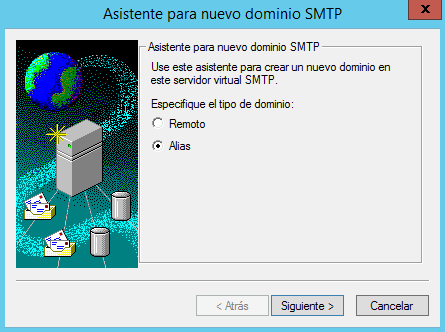 Asistente para nuevo dominio SMTP
x
Asistente para nuevo dominio SMTP
Use este asistente para crear un nuevo dominio en
este servidor virtual SMTP.
Especifique el tipo de dominio:
Remoto
Alias
< Atrás
Siguiente >
Cancelar